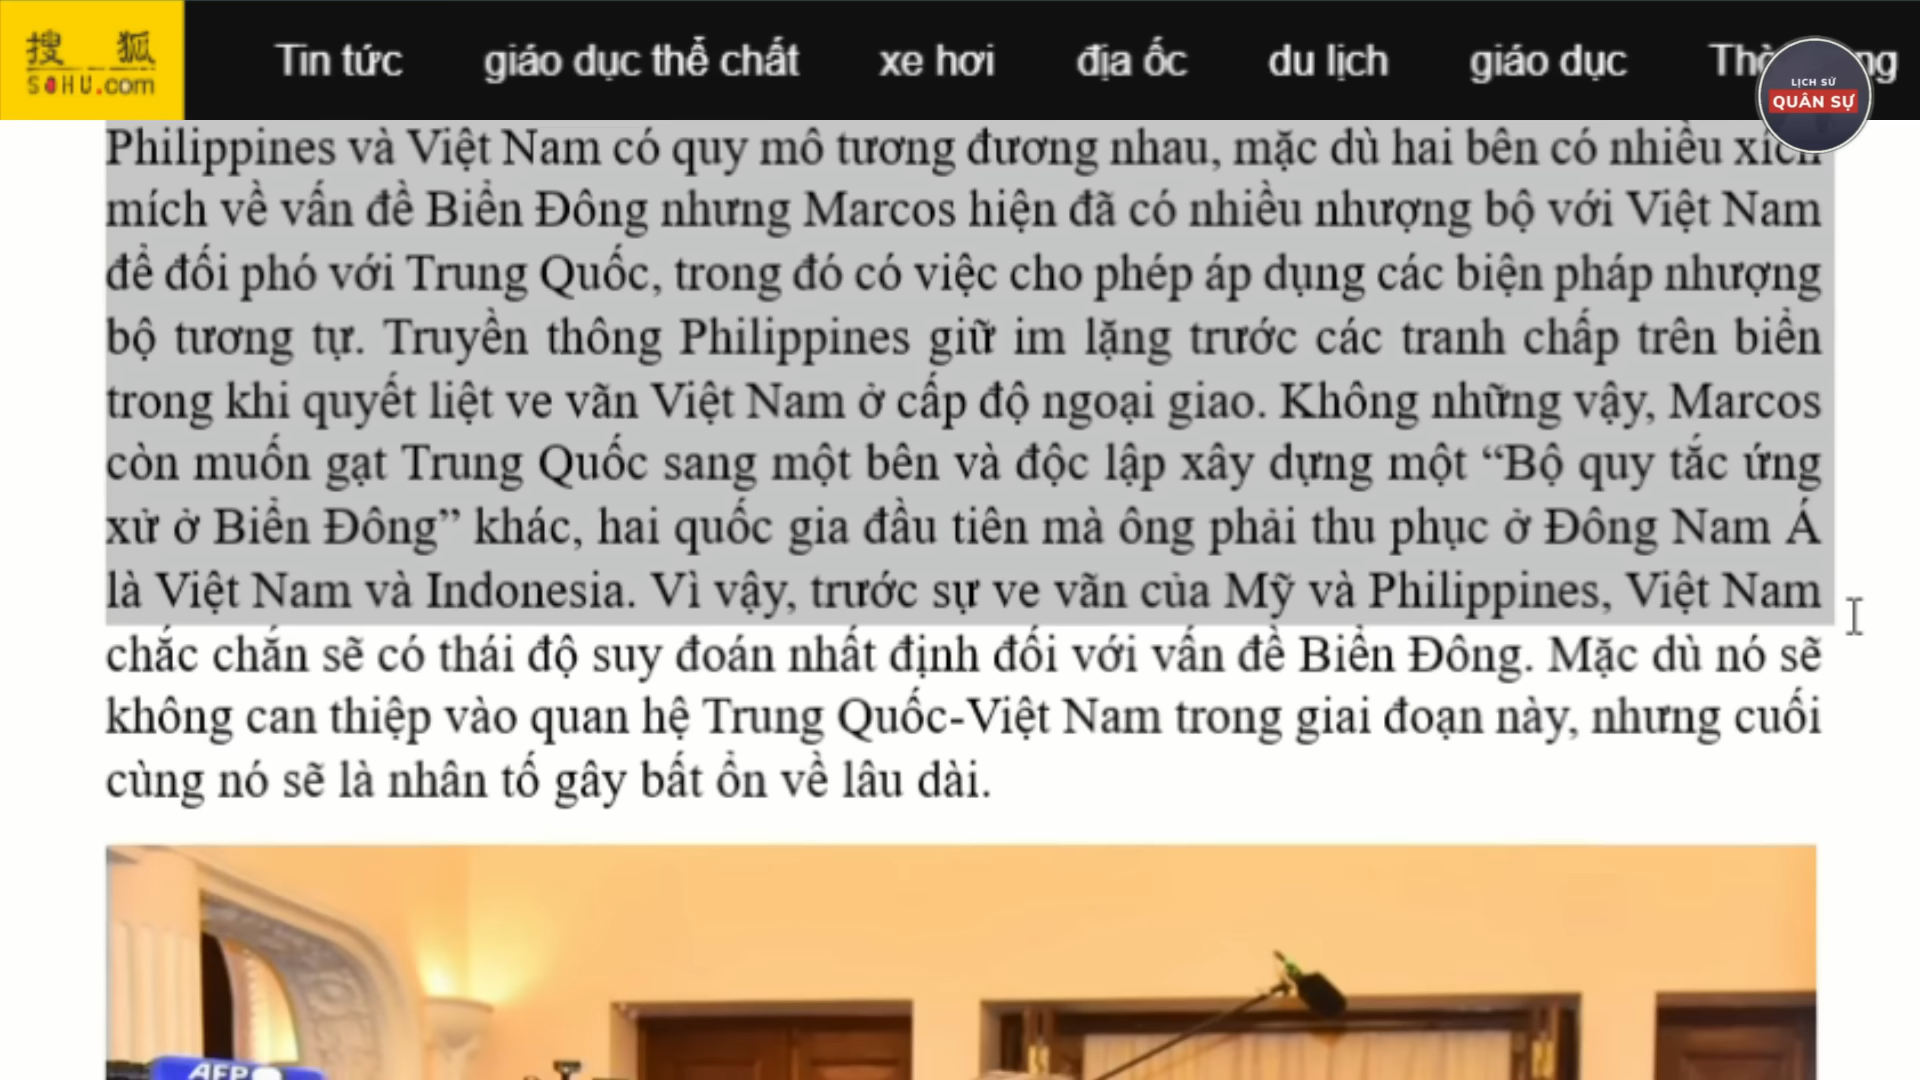 搜 狐
SOHU.com
Tin tức giáo dục thể chất xe hơi địa ốc du lịch giáo dục
LỊCH SỬ
QUÂN SỰ
Philippines và Việt Nam có quy mô tương đương nhau, mặc dù hai bên có nhiều xích
mích về vấn đề Biển Đông nhưng Marcos hiện đã có nhiều nhượng bộ với Việt Nam
để đối phó với Trung Quốc, trong đó có việc cho phép áp dụng các biện pháp nhượng
bộ tương tự. Truyền thông Philippines giữ im lặng trước các tranh chấp trên biển
trong khi quyết liệt ve vãn Việt Nam ở cấp độ ngoại giao. Không những vậy, Marcos
còn muốn gạt Trung Quốc sang một bên và độc lập xây dựng một “Bộ quy tắc ứng
xử ở Biển Đông” khác, hai quốc gia đầu tiên mà ông phải thu phục ở Đông Nam Á
là Việt Nam và Indonesia. Vì vậy, trước sự ve vãn của Mỹ và Philippines, Việt Nam
chắc chắn sẽ có thái độ suy đoán nhất định đối với vấn đề Biển Đông. Mặc dù nó sẽ
không can thiệp vào quan hệ Trung Quốc-Việt Nam trong giai đoạn này, nhưng cuối
cùng nó sẽ là nhân tố gây bất ổn về lâu dài.
AFP